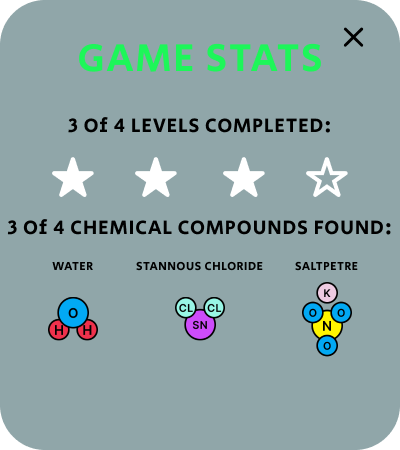 GAME STATS
3 Of 4 LEVELS COMPLETED:
3 Of 4 CHEMICAL COMPOUNDS FOUND:
WATER STANNOUS CHLORIDE SALTPETRE
O H H
CL CL SN
K O O N O